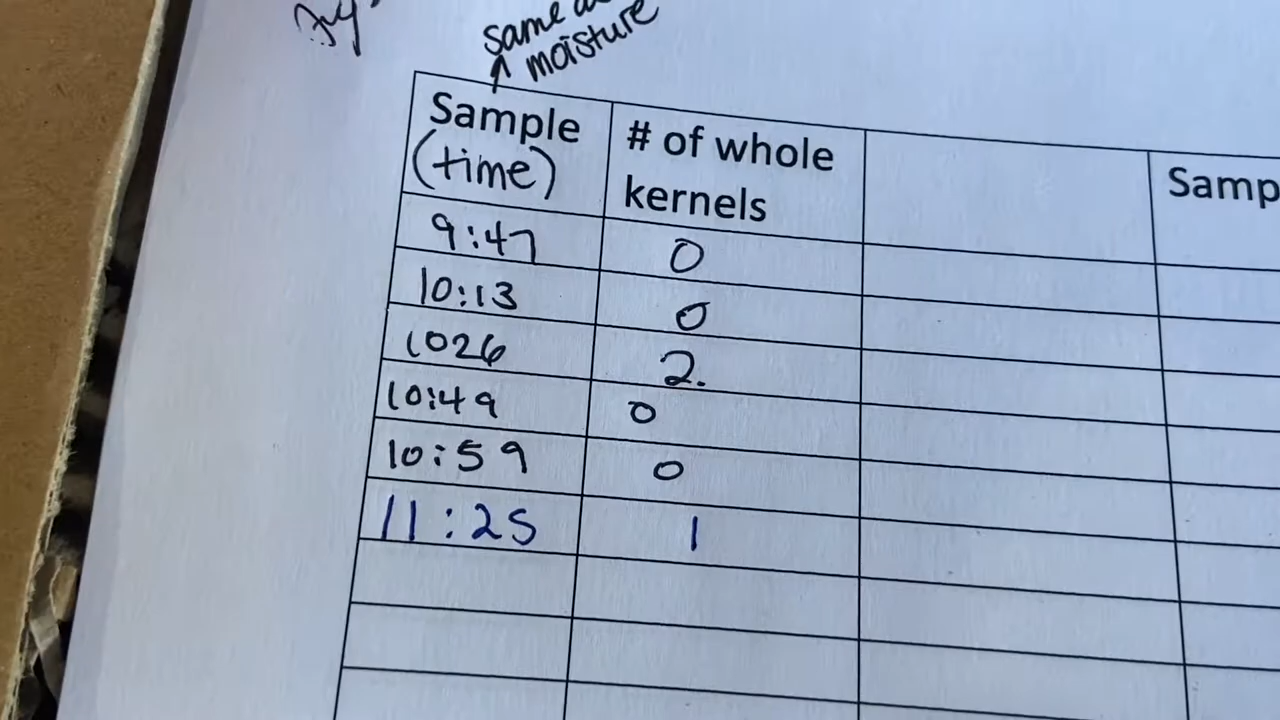 same
moisture
Sample
(time)
# of whole
kernels
Samp
9:47 0
10:13 0
1026 2.
10:49 0
10:59 0
11:25 1